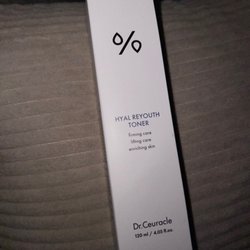 %
HYAL REYOUTH
TONER
firming care
lifting care
enriching skin
Dr.Ceuracle
120 ml / 4.05 fl.oz.